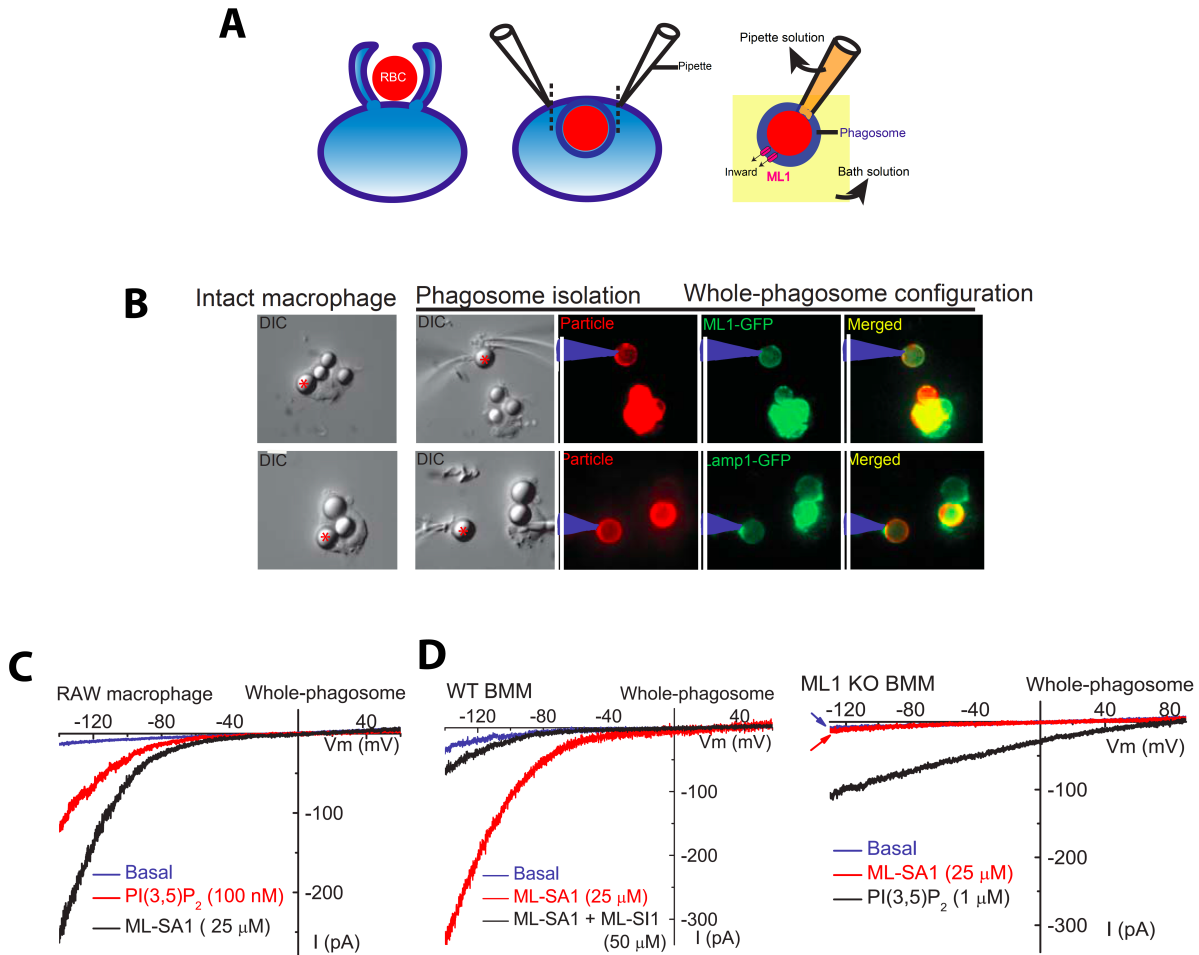 A
RBC
Pipette
Pipette solution
Phagosome
Inward
ML1
Bath solution
B
Intact macrophage
Phagosome isolation
Whole-phagosome configuration
DIC
DIC
Particle
ML1-GFP
Merged
*
*
DIC
DIC
Particle
Lamp1-GFP
Merged
*
*
C
RAW macrophage
Whole-phagosome
-120 -80 -40 40
Vm (mV)
-100
-200
Basal
PI(3,5)P2 (100 nM)
ML-SA1 ( 25 μM)
I (pA)
D
WT BMM
Whole-phagosome
-120 -80 -40 40
Vm (mV)
-100
-200
-300
Basal
ML-SA1 (25 μM)
ML-SA1 + ML-SI1
(50 μM)
I (pA)
ML1 KO BMM
Whole-phagosome
-120 -80 -40 0 40 80
Vm (mV)
-100
-200
-300
Basal
ML-SA1 (25 μM)
PI(3,5)P2 (1 μM)
I (pA)